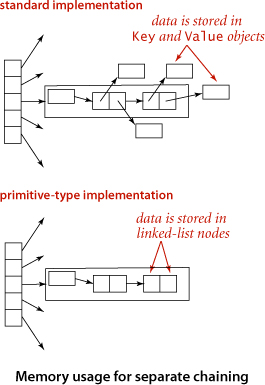 standard implementation
data is stored in
Key and Value objects
primitive-type implementation
data is stored in
linked-list nodes
Memory usage for separate chaining